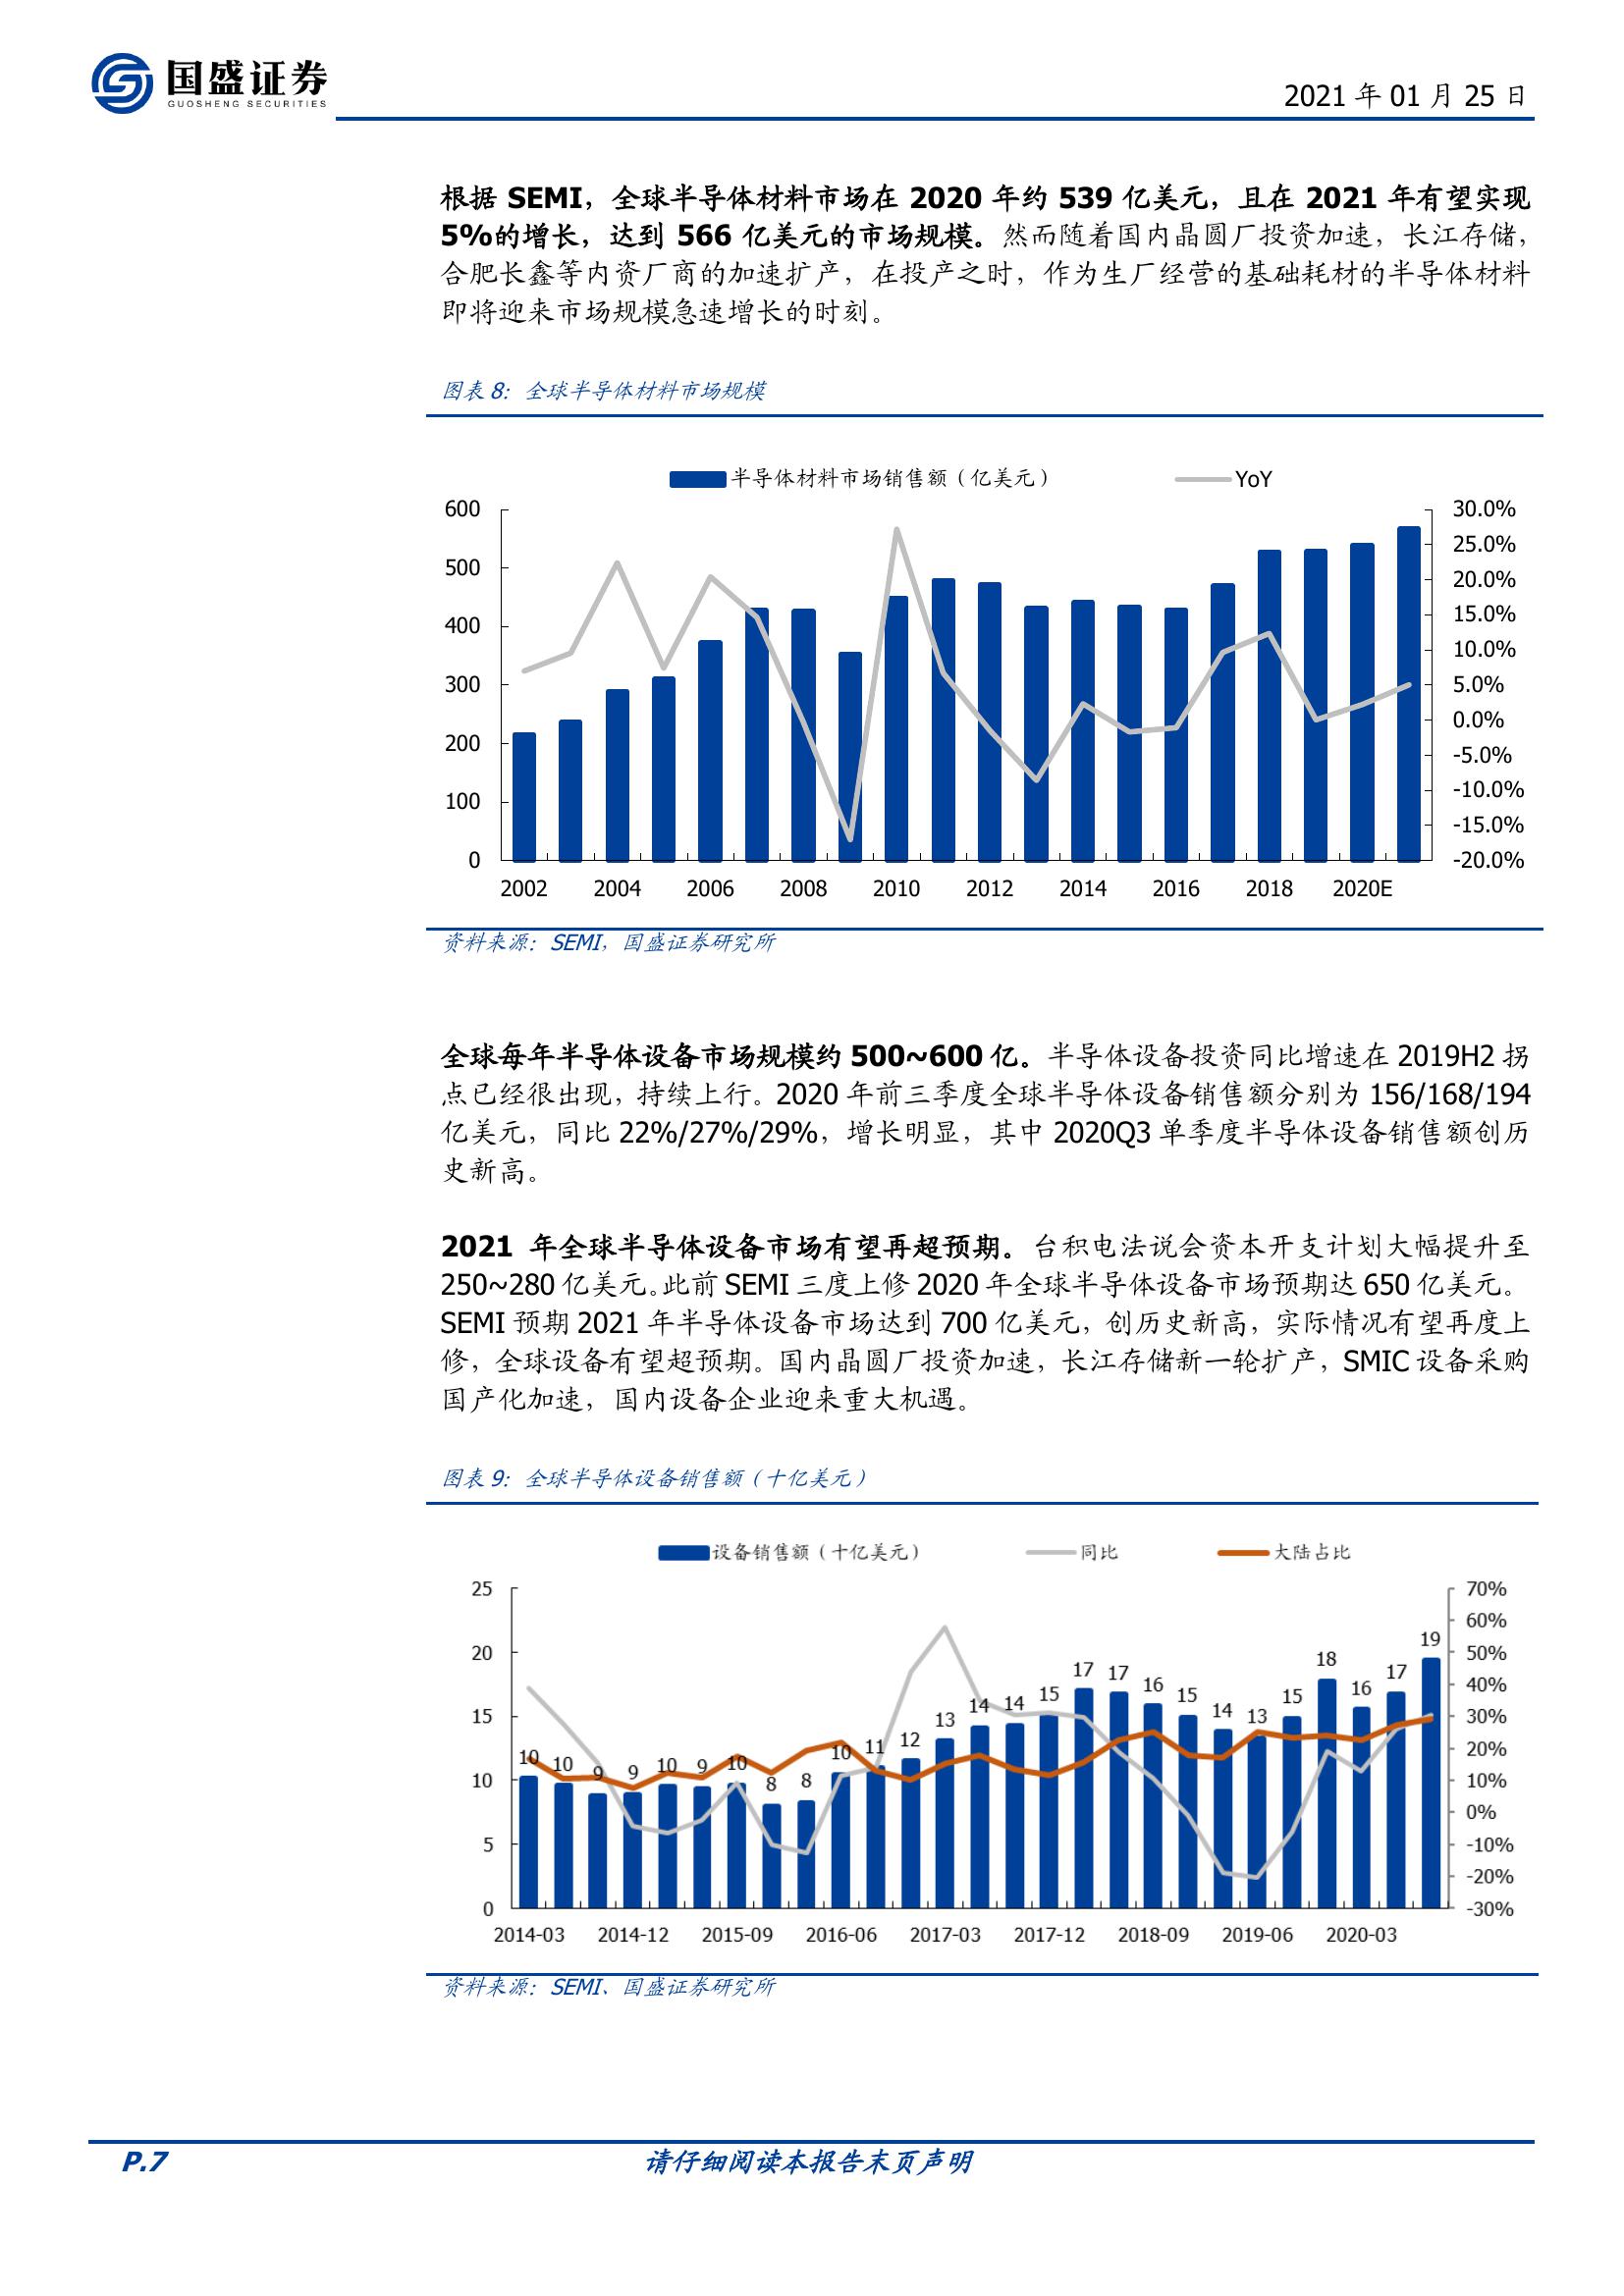 国盛证券
GUOSHENG SECURITIES
2021 年 01 月 25 日
根据 SEMI，全球半导体材料市场在 2020 年约 539 亿美元，且在 2021 年有望实现
5%的增长，达到 566 亿美元的市场规模。然而随着国内晶圆厂投资加速，长江存储，
合肥长鑫等内资厂商的加速扩产，在投产之时，作为生厂经营的基础耗材的半导体材料
即将迎来市场规模急速增长的时刻。
图表 8：全球半导体材料市场规模
半导体材料市场销售额（亿美元） YoY
600 30.0%
25.0%
500 20.0%
400 15.0%
10.0%
300 5.0%
0.0%
200 -5.0%
100 -10.0%
-15.0%
0 -20.0%
2002 2004 2006 2008 2010 2012 2014 2016 2018 2020E
资料来源：SEMI，国盛证券研究所
全球每年半导体设备市场规模约 500~600 亿。半导体设备投资同比增速在 2019H2 拐
点已经很出现，持续上行。2020 年前三季度全球半导体设备销售额分别为 156/168/194
亿美元，同比 22%/27%/29%，增长明显，其中 2020Q3 单季度半导体设备销售额创历
史新高。
2021 年全球半导体设备市场有望再超预期。台积电法说会资本开支计划大幅提升至
250~280 亿美元。此前 SEMI 三度上修 2020 年全球半导体设备市场预期达 650 亿美元。
SEMI 预期 2021 年半导体设备市场达到 700 亿美元，创历史新高，实际情况有望再度上
修，全球设备有望超预期。国内晶圆厂投资加速，长江存储新一轮扩产，SMIC 设备采购
国产化加速，国内设备企业迎来重大机遇。
图表 9：全球半导体设备销售额（十亿美元）
设备销售额（十亿美元） 同比 大陆占比
25 70%
60%
20 50%
40%
15 30%
20%
10 10%
0%
5 -10%
-20%
0 -30%
10 10 9 9 10 9 10 8 8 10 11 12 13 14 14 15 17 17 16 15 14 13 15 18 16 17 19
2014-03 2014-12 2015-09 2016-06 2017-03 2017-12 2018-09 2019-06 2020-03
资料来源：SEMI、国盛证券研究所
P.7 请仔细阅读本报告末页声明